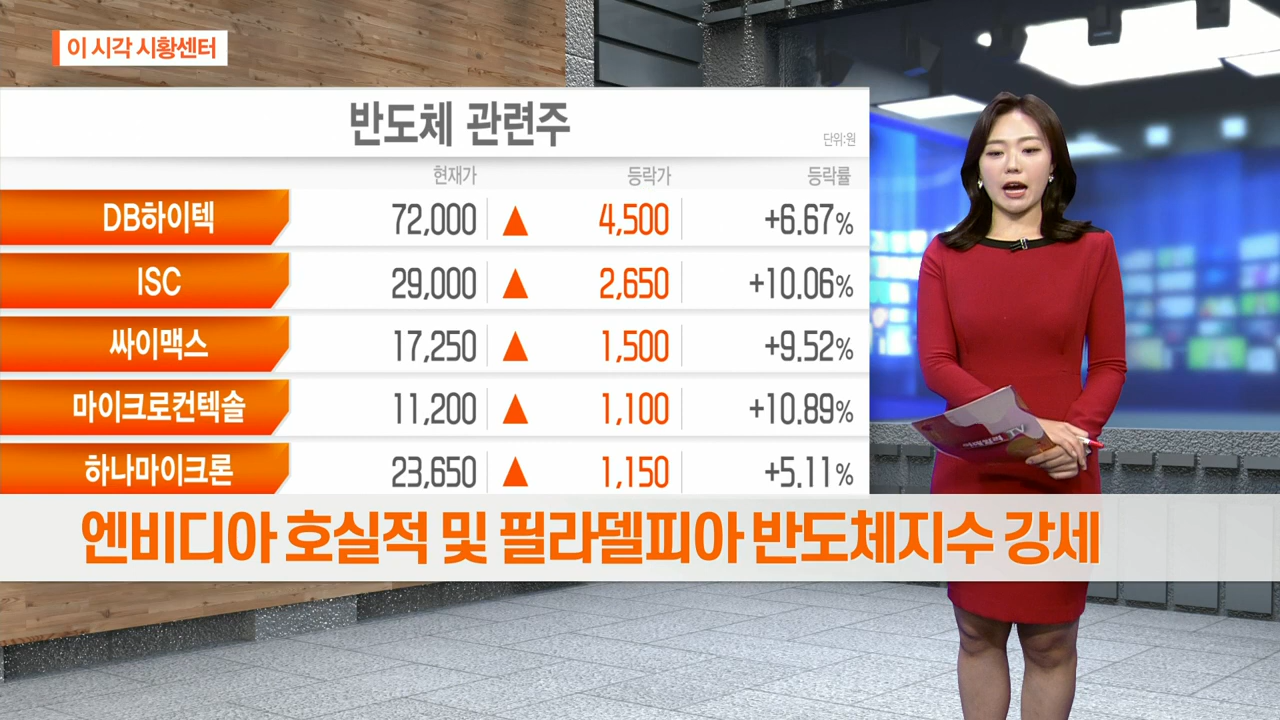 이 시각 시황센터
반도체 관련주
단위:원
현재가 등락가 등락률
DB하이텍 72,000 ▲ 4,500 +6.67%
ISC 29,000 ▲ 2,650 +10.06%
싸이맥스 17,250 ▲ 1,500 +9.52%
마이크로컨텍솔 11,200 ▲ 1,100 +10.89%
하나마이크론 23,650 ▲ 1,150 +5.11%
엔비디아 호실적 및 필라델피아 반도체지수 강세